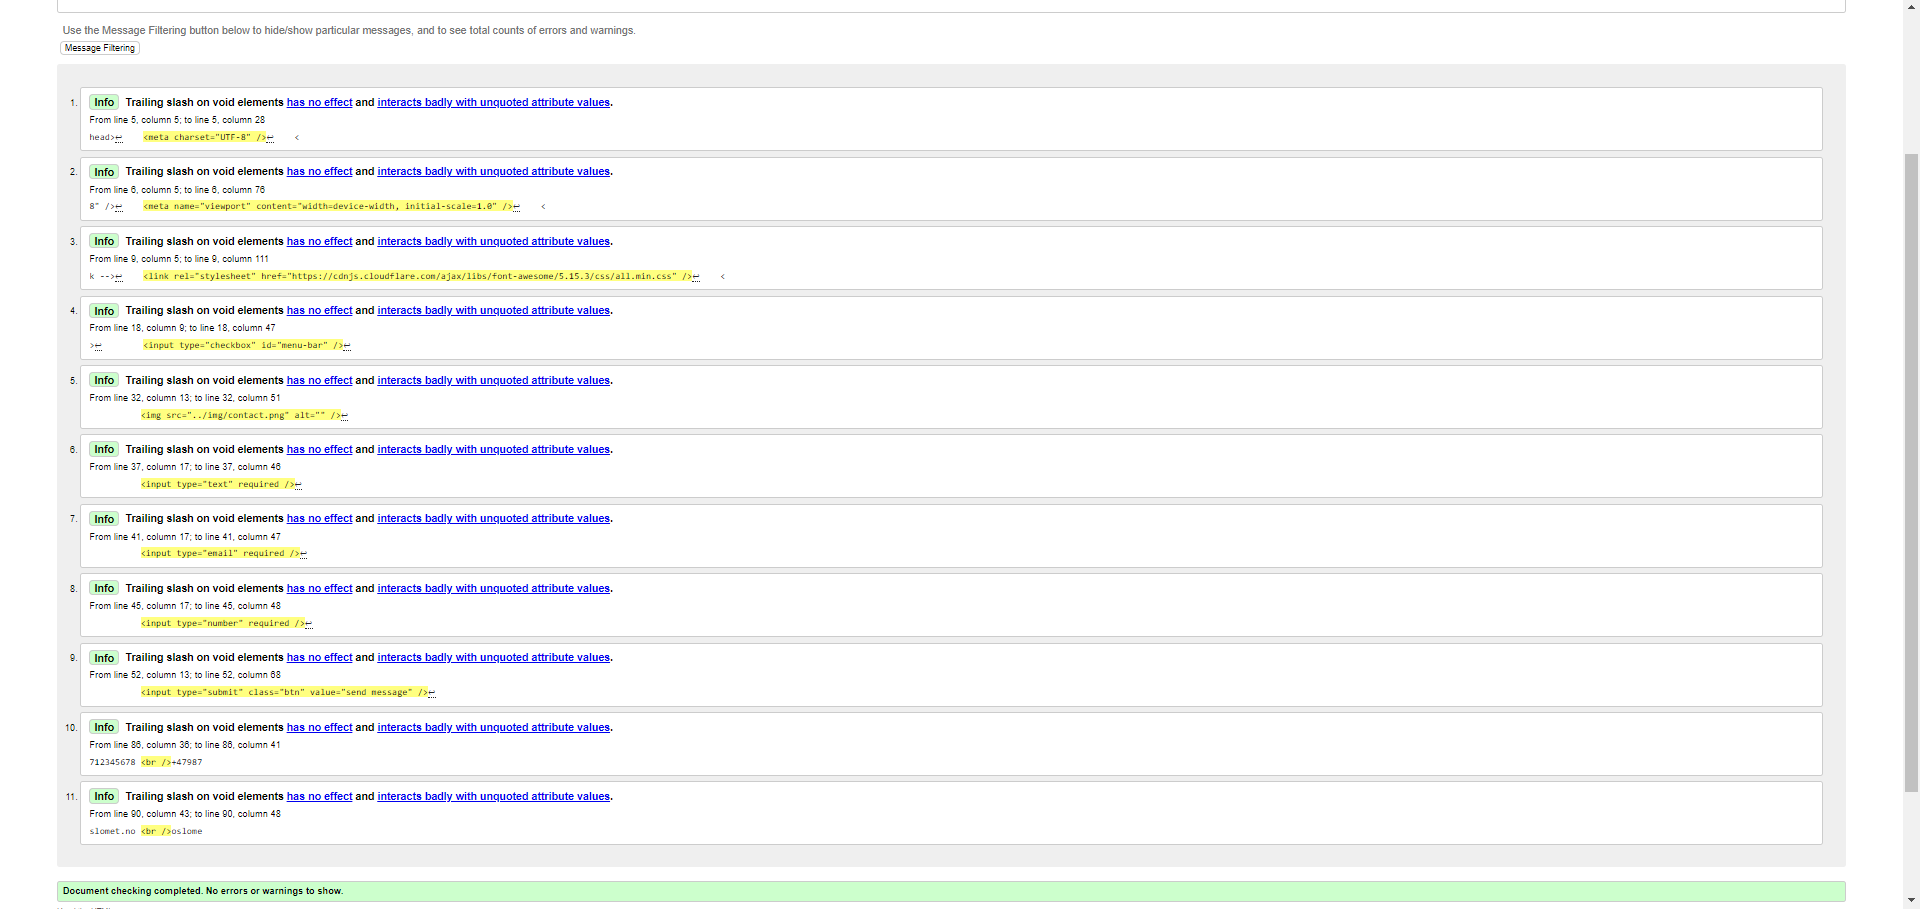 Use the Message Filtering button below to hide/show particular messages, and to see total counts of errors and warnings.
Message Filtering
1. Info Trailing slash on void elements has no effect and interacts badly with unquoted attribute values.
From line 5, column 5; to line 5, column 28
head>↩ <meta charset="UTF-8" />↩ <
2. Info Trailing slash on void elements has no effect and interacts badly with unquoted attribute values.
From line 6, column 5; to line 6, column 76
8" />↩ <meta name="viewport" content="width=device-width, initial-scale=1.0" />↩ <
3. Info Trailing slash on void elements has no effect and interacts badly with unquoted attribute values.
From line 9, column 5; to line 9, column 111
k -->↩ <link rel="stylesheet" href="https://cdnjs.cloudflare.com/ajax/libs/font-awesome/5.15.3/css/all.min.css" />↩ <
4. Info Trailing slash on void elements has no effect and interacts badly with unquoted attribute values.
From line 18, column 9; to line 18, column 47
>↩ <input type="checkbox" id="menu-bar" />↩
5. Info Trailing slash on void elements has no effect and interacts badly with unquoted attribute values.
From line 32, column 13; to line 32, column 51
<img src="../img/contact.png" alt="" />↩
6. Info Trailing slash on void elements has no effect and interacts badly with unquoted attribute values.
From line 37, column 17; to line 37, column 46
<input type="text" required />↩
7. Info Trailing slash on void elements has no effect and interacts badly with unquoted attribute values.
From line 41, column 17; to line 41, column 47
<input type="email" required />↩
8. Info Trailing slash on void elements has no effect and interacts badly with unquoted attribute values.
From line 45, column 17; to line 45, column 48
<input type="number" required />↩
9. Info Trailing slash on void elements has no effect and interacts badly with unquoted attribute values.
From line 52, column 13; to line 52, column 68
<input type="submit" class="btn" value="send message" />↩
10. Info Trailing slash on void elements has no effect and interacts badly with unquoted attribute values.
From line 86, column 36; to line 86, column 41
712345678 <br />+47987
11. Info Trailing slash on void elements has no effect and interacts badly with unquoted attribute values.
From line 90, column 43; to line 90, column 48
slomet.no <br />oslome
Document checking completed. No errors or warnings to show.